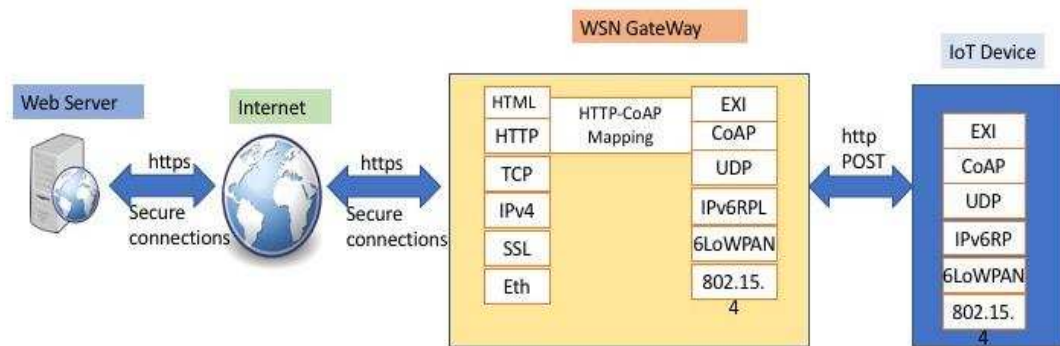 WSN GateWay
IoT Device
Web Server
Internet
https
Secure
connections
https
Secure
connections
HTML
HTTP
TCP
IPv4
SSL
Eth
HTTP-CoAP
Mapping
EXI
CoAP
UDP
IPv6RPL
6LoWPAN
802.15.
4
http
POST
EXI
CoAP
UDP
IPv6RP
6LoWPAN
802.15.
4